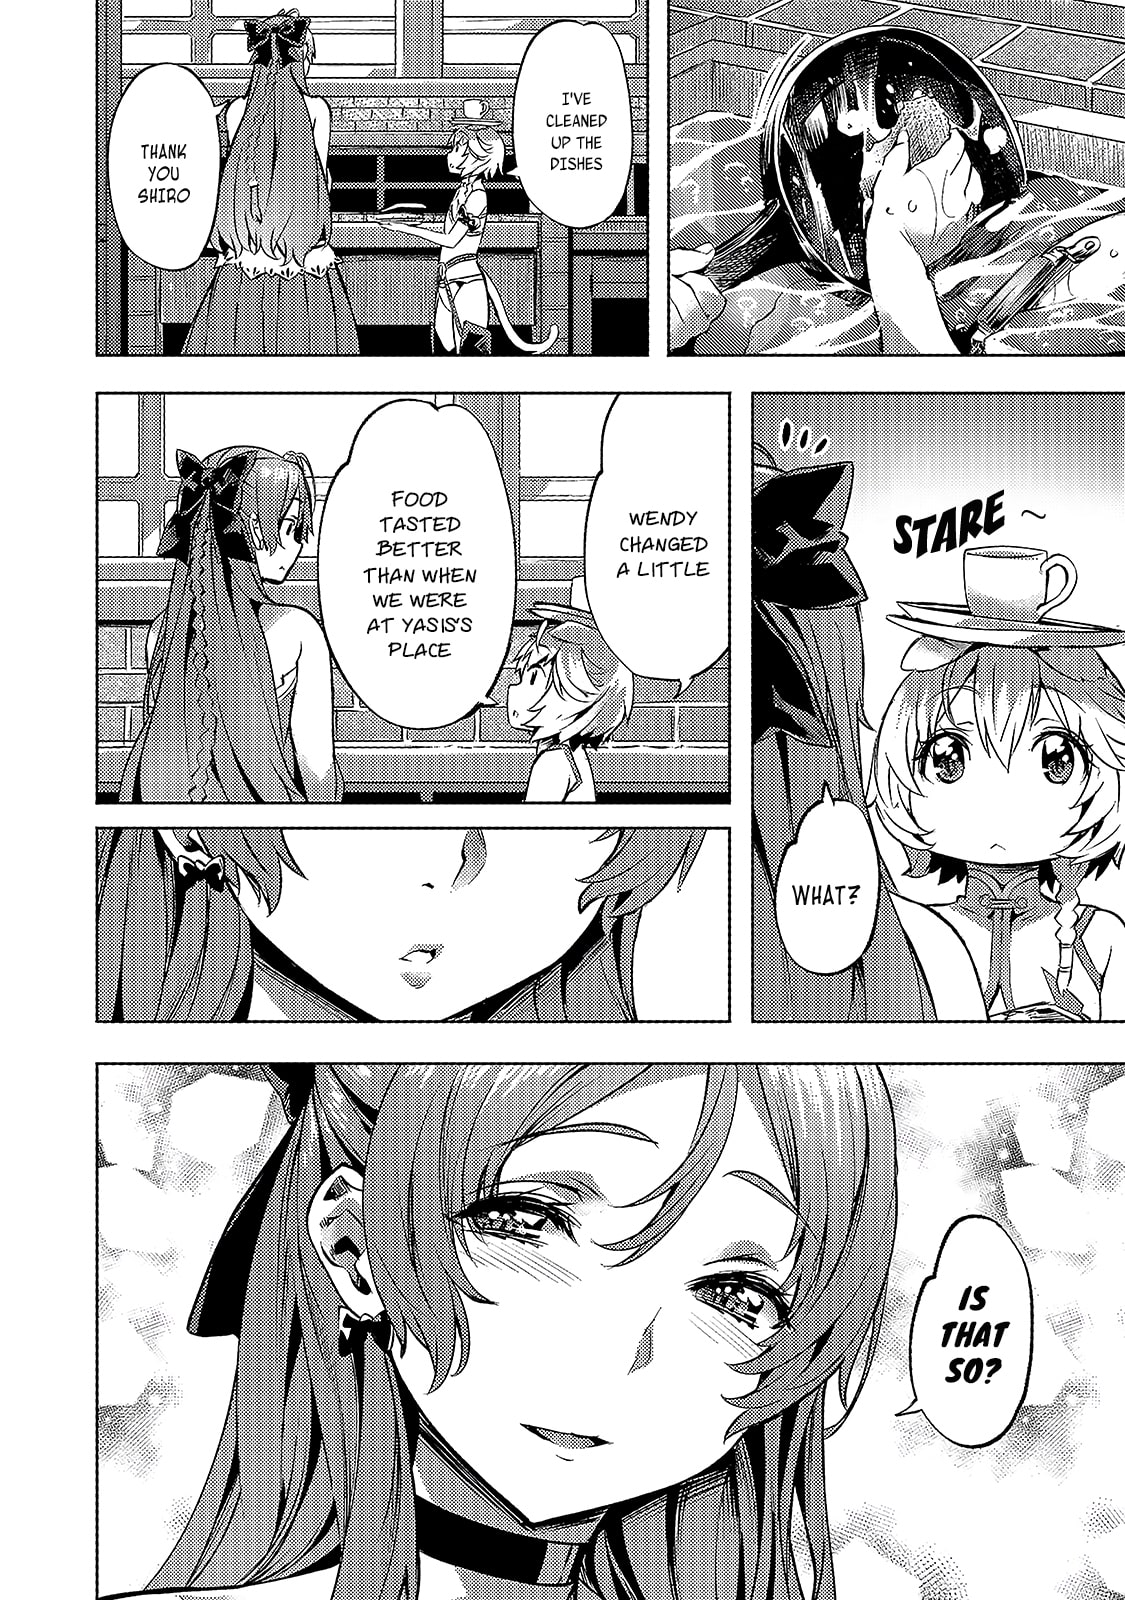 I'VE
CLEANED
UP THE
DISHES
THANK
YOU
SHIRO
STARE ~
WHAT?
WENDY
CHANGED
A LITTLE
FOOD
TASTED
BETTER
THAN WHEN
WE WERE
AT YASIS'S
PLACE
IS
THAT
SO?